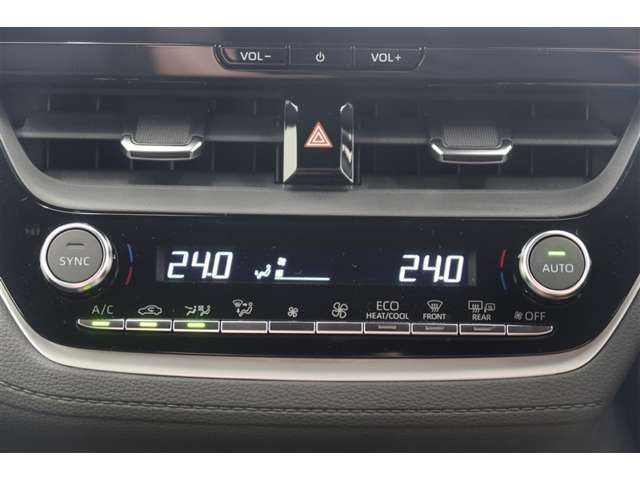 VOL− VOL+
SYNC 24.0 24.0 AUTO
A/C ECO HEAT/COOL FRONT REAR OFF